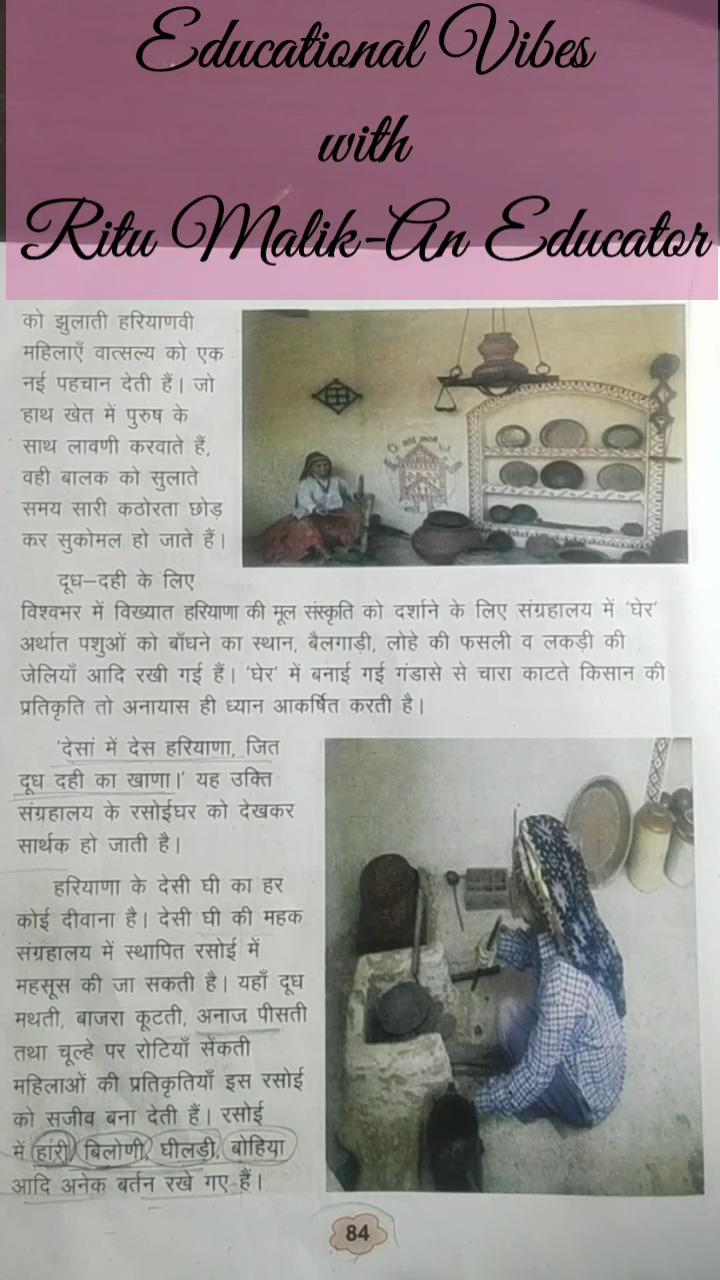 Educational Vibes
with
Ritu Malik-An Educator
को झुलाती हरियाणवी
महिलाएँ वात्सल्य को एक
नई पहचान देती हैं। जो
हाथ खेत में पुरुष के
साथ लावणी करवाते हैं,
वही बालक को सुलाते
समय सारी कठोरता छोड़
कर सुकोमल हो जाते हैं।
दूध–दही के लिए
विश्वभर में विख्यात हरियाणा की मूल संस्कृति को दर्शाने के लिए संग्रहालय में 'घेर'
अर्थात पशुओं को बाँधने का स्थान, बैलगाड़ी, लोहे की फसली व लकड़ी की
जेलियाँ आदि रखी गई हैं। 'घेर' में बनाई गई गंडासे से चारा काटते किसान की
प्रतिकृति तो अनायास ही ध्यान आकर्षित करती है।
'देसां में देस हरियाणा, जित
दूध दही का खाणा।' यह उक्ति
संग्रहालय के रसोईघर को देखकर
सार्थक हो जाती है।
हरियाणा के देसी घी का हर
कोई दीवाना है। देसी घी की महक
संग्रहालय में स्थापित रसोई में
महसूस की जा सकती है। यहाँ दूध
मथती, बाजरा कूटती, अनाज पीसती
तथा चूल्हे पर रोटियाँ सेंकती
महिलाओं की प्रतिकृतियाँ इस रसोई
को सजीव बना देती हैं। रसोई
में हांरी, बिलोणी, घीलड़ी, बोहिया
आदि अनेक बर्तन रखे गए हैं।
84